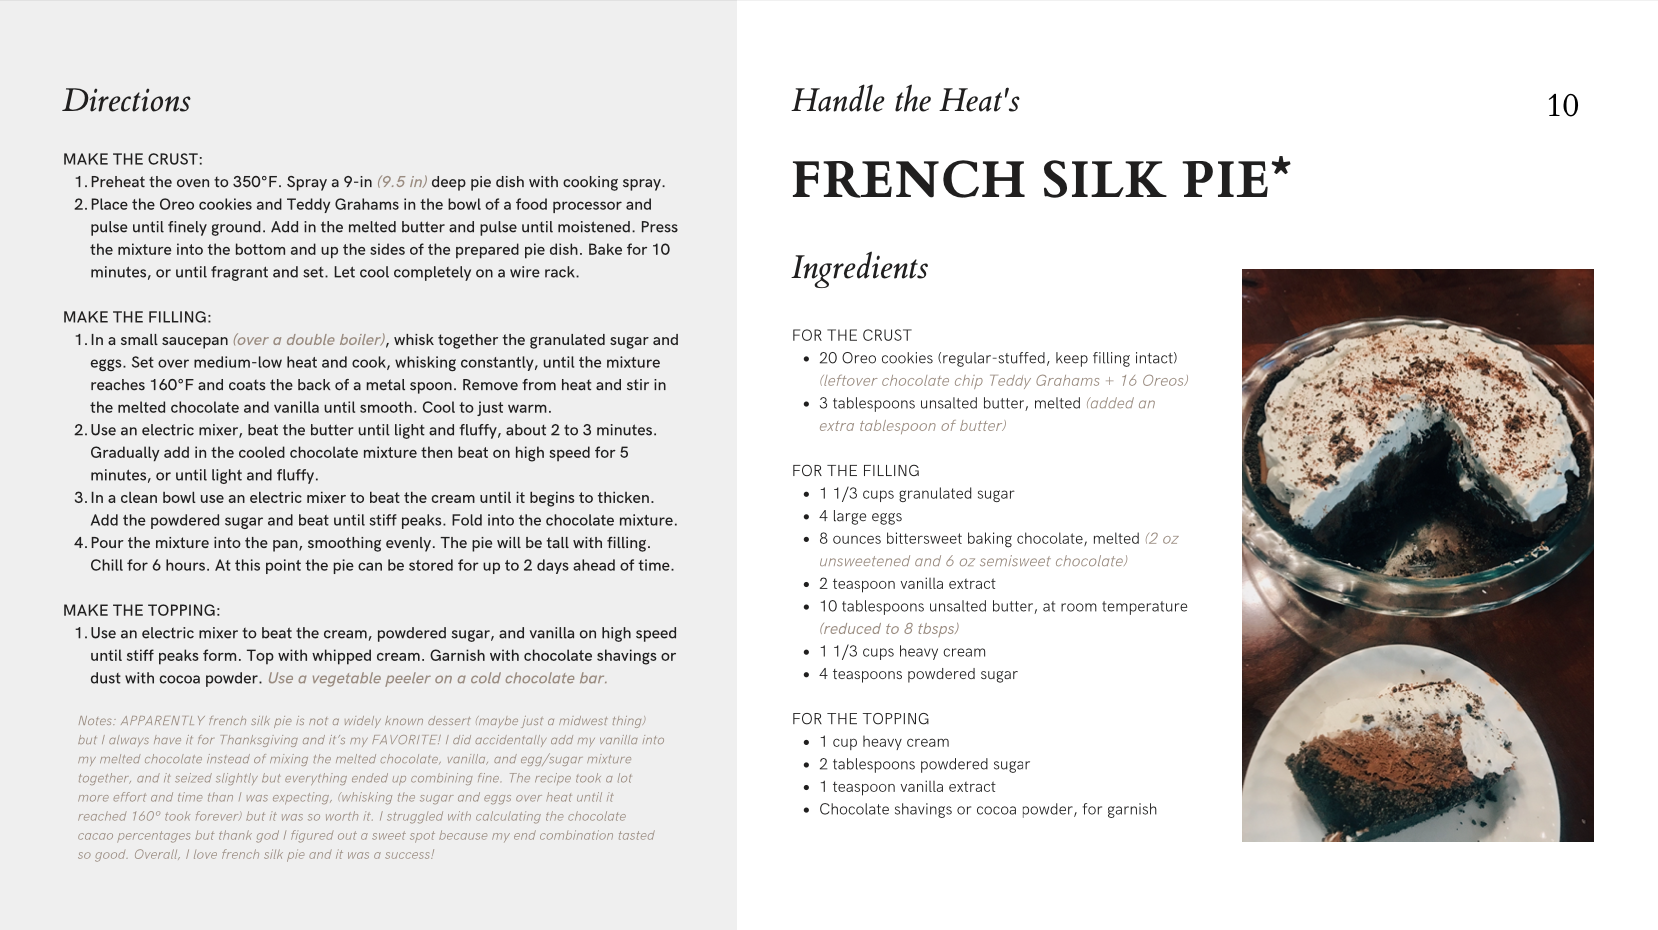 Directions
MAKE THE CRUST:
1. Preheat the oven to 350°F. Spray a 9-in (9.5 in) deep pie dish with cooking spray.
2. Place the Oreo cookies and Teddy Grahams in the bowl of a food processor and
pulse until finely ground. Add in the melted butter and pulse until moistened. Press
the mixture into the bottom and up the sides of the prepared pie dish. Bake for 10
minutes, or until fragrant and set. Let cool completely on a wire rack.
MAKE THE FILLING:
1. In a small saucepan (over a double boiler), whisk together the granulated sugar and
eggs. Set over medium-low heat and cook, whisking constantly, until the mixture
reaches 160°F and coats the back of a metal spoon. Remove from heat and stir in
the melted chocolate and vanilla until smooth. Cool to just warm.
2. Use an electric mixer, beat the butter until light and fluffy, about 2 to 3 minutes.
Gradually add in the cooled chocolate mixture then beat on high speed for 5
minutes, or until light and fluffy.
3. In a clean bowl use an electric mixer to beat the cream until it begins to thicken.
Add the powdered sugar and beat until stiff peaks. Fold into the chocolate mixture.
4. Pour the mixture into the pan, smoothing evenly. The pie will be tall with filling.
Chill for 6 hours. At this point the pie can be stored for up to 2 days ahead of time.
MAKE THE TOPPING:
1. Use an electric mixer to beat the cream, powdered sugar, and vanilla on high speed
until stiff peaks form. Top with whipped cream. Garnish with chocolate shavings or
dust with cocoa powder. Use a vegetable peeler on a cold chocolate bar.
Notes: APPARENTLY french silk pie is not a widely known dessert (maybe just a midwest thing)
but I always have it for Thanksgiving and it's my FAVORITE! I did accidentally add my vanilla into
my melted chocolate instead of mixing the melted chocolate, vanilla, and egg/sugar mixture
together, and it seized slightly but everything ended up combining fine. The recipe took a lot
more effort and time than I was expecting, (whisking the sugar and eggs over heat until it
reached 160° took forever) but it was so worth it. I struggled with calculating the chocolate
cacao percentages but thank god I figured out a sweet spot because my end combination tasted
so good. Overall, I love french silk pie and it was a success!
Handle the Heat's
10
FRENCH SILK PIE*
Ingredients
FOR THE CRUST
• 20 Oreo cookies (regular-stuffed, keep filling intact)
(leftover chocolate chip Teddy Grahams + 16 Oreos)
• 3 tablespoons unsalted butter, melted (added an
extra tablespoon of butter)
FOR THE FILLING
• 1 1/3 cups granulated sugar
• 4 large eggs
• 8 ounces bittersweet baking chocolate, melted (2 oz
unsweetened and 6 oz semisweet chocolate)
• 2 teaspoon vanilla extract
• 10 tablespoons unsalted butter, at room temperature
(reduced to 8 tbsps)
• 1 1/3 cups heavy cream
• 4 teaspoons powdered sugar
FOR THE TOPPING
• 1 cup heavy cream
• 2 tablespoons powdered sugar
• 1 teaspoon vanilla extract
• Chocolate shavings or cocoa powder, for garnish